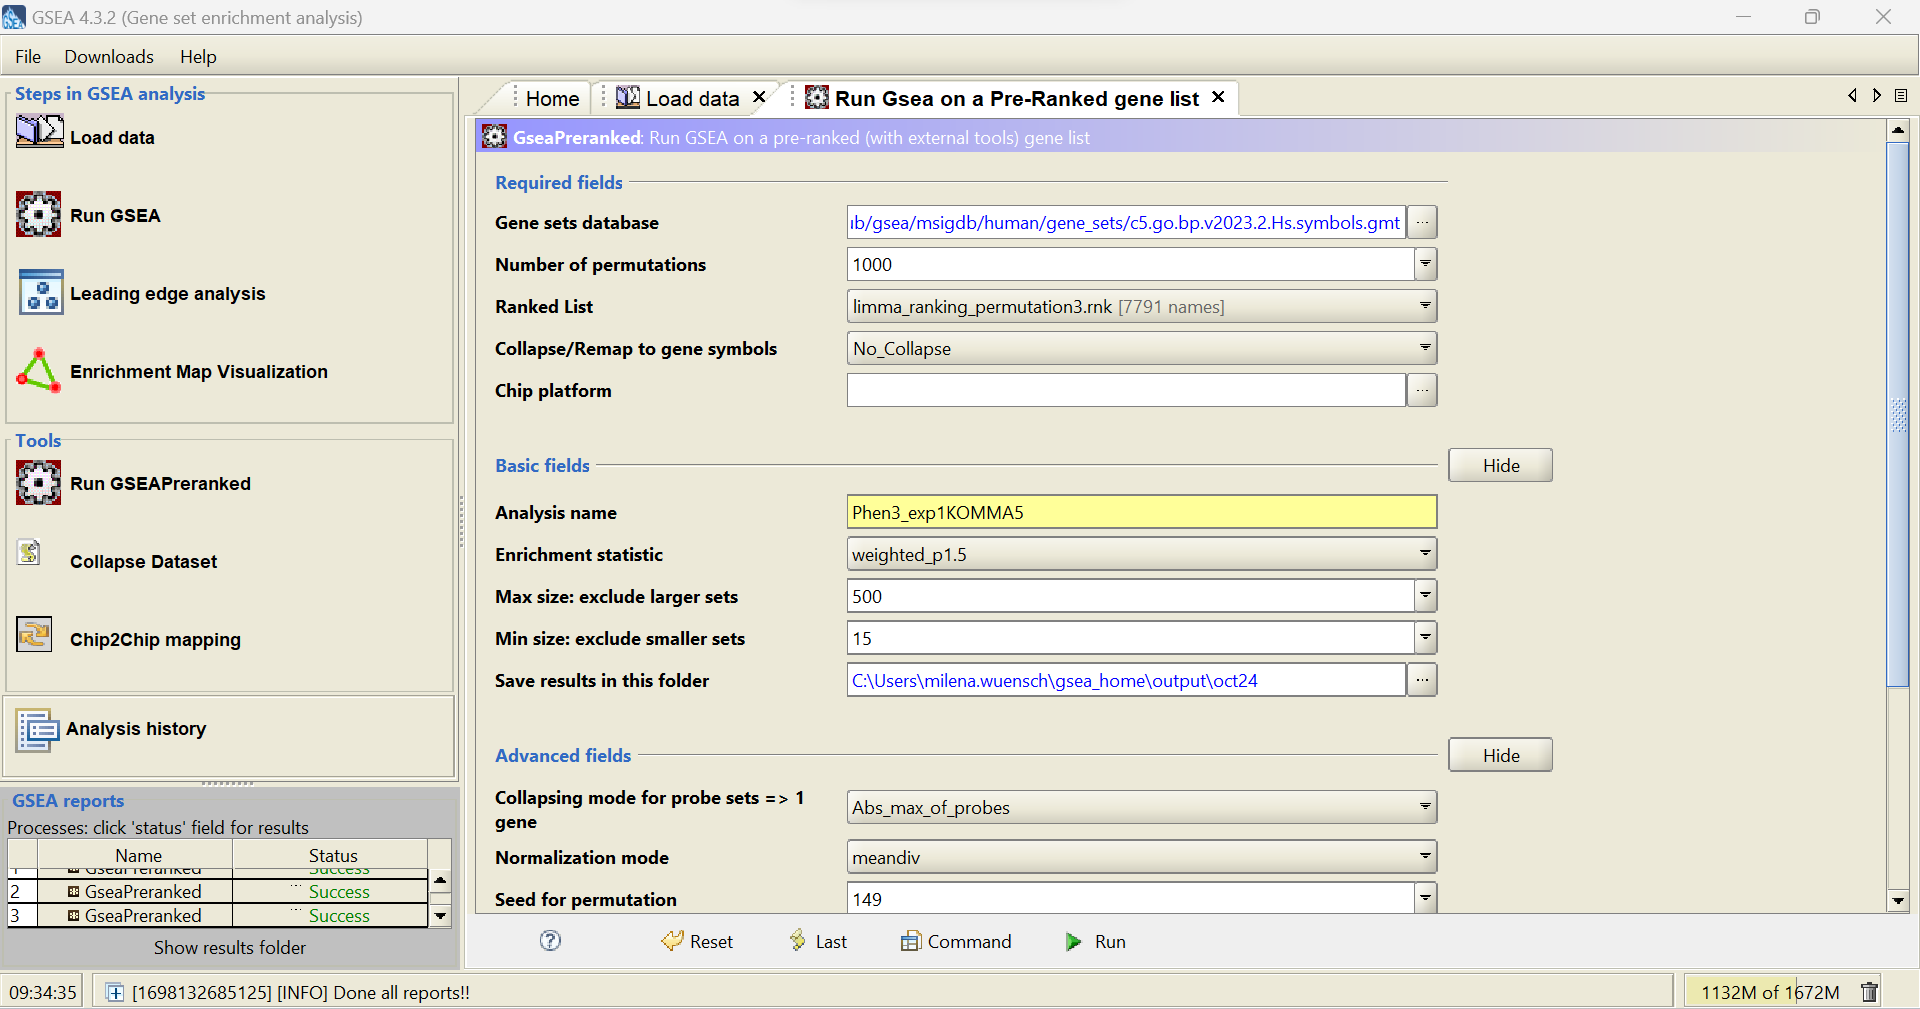 GSEA 4.3.2 (Gene set enrichment analysis)
File Downloads Help
Steps in GSEA analysis
Load data
Run GSEA
Leading edge analysis
Enrichment Map Visualization
Tools
Run GSEAPreranked
Collapse Dataset
Chip2Chip mapping
Analysis history
GSEA reports
Processes: click 'status' field for results
Name Status
1 GseaPreranked Success
2 GseaPreranked ... Success
3 GseaPreranked ... Success
Show results folder
Home Load data Run Gsea on a Pre-Ranked gene list
GseaPreranked: Run GSEA on a pre-ranked (with external tools) gene list
Required fields
Gene sets database ub/gsea/msigdb/human/gene_sets/c5.go.bp.v2023.2.Hs.symbols.gmt ...
Number of permutations 1000
Ranked List limma_ranking_permutation3.rnk [7791 names]
Collapse/Remap to gene symbols No_Collapse
Chip platform ...
Basic fields Hide
Analysis name Phen3_exp1KOMMA5
Enrichment statistic weighted_p1.5
Max size: exclude larger sets 500
Min size: exclude smaller sets 15
Save results in this folder C:\Users\milena.wuensch\gsea_home\output\oct24 ...
Advanced fields Hide
Collapsing mode for probe sets => 1
gene Abs_max_of_probes
Normalization mode meandiv
Seed for permutation 149
? Reset Last Command Run
09:34:35 [1698132685125] [INFO] Done all reports!! 1132M of 1672M